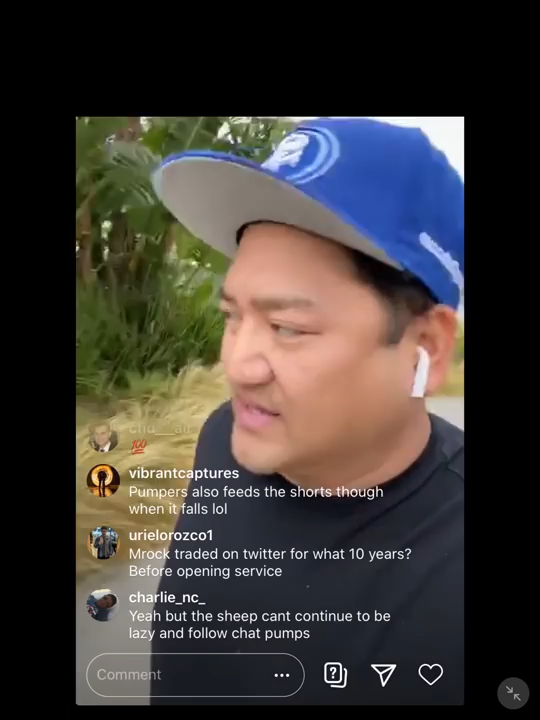 💯
vibrantcaptures
Pumpers also feeds the shorts though
when it falls lol
urielorozco1
Mrock traded on twitter for what 10 years?
Before opening service
charlie_nc_
Yeah but the sheep cant continue to be
lazy and follow chat pumps
Comment